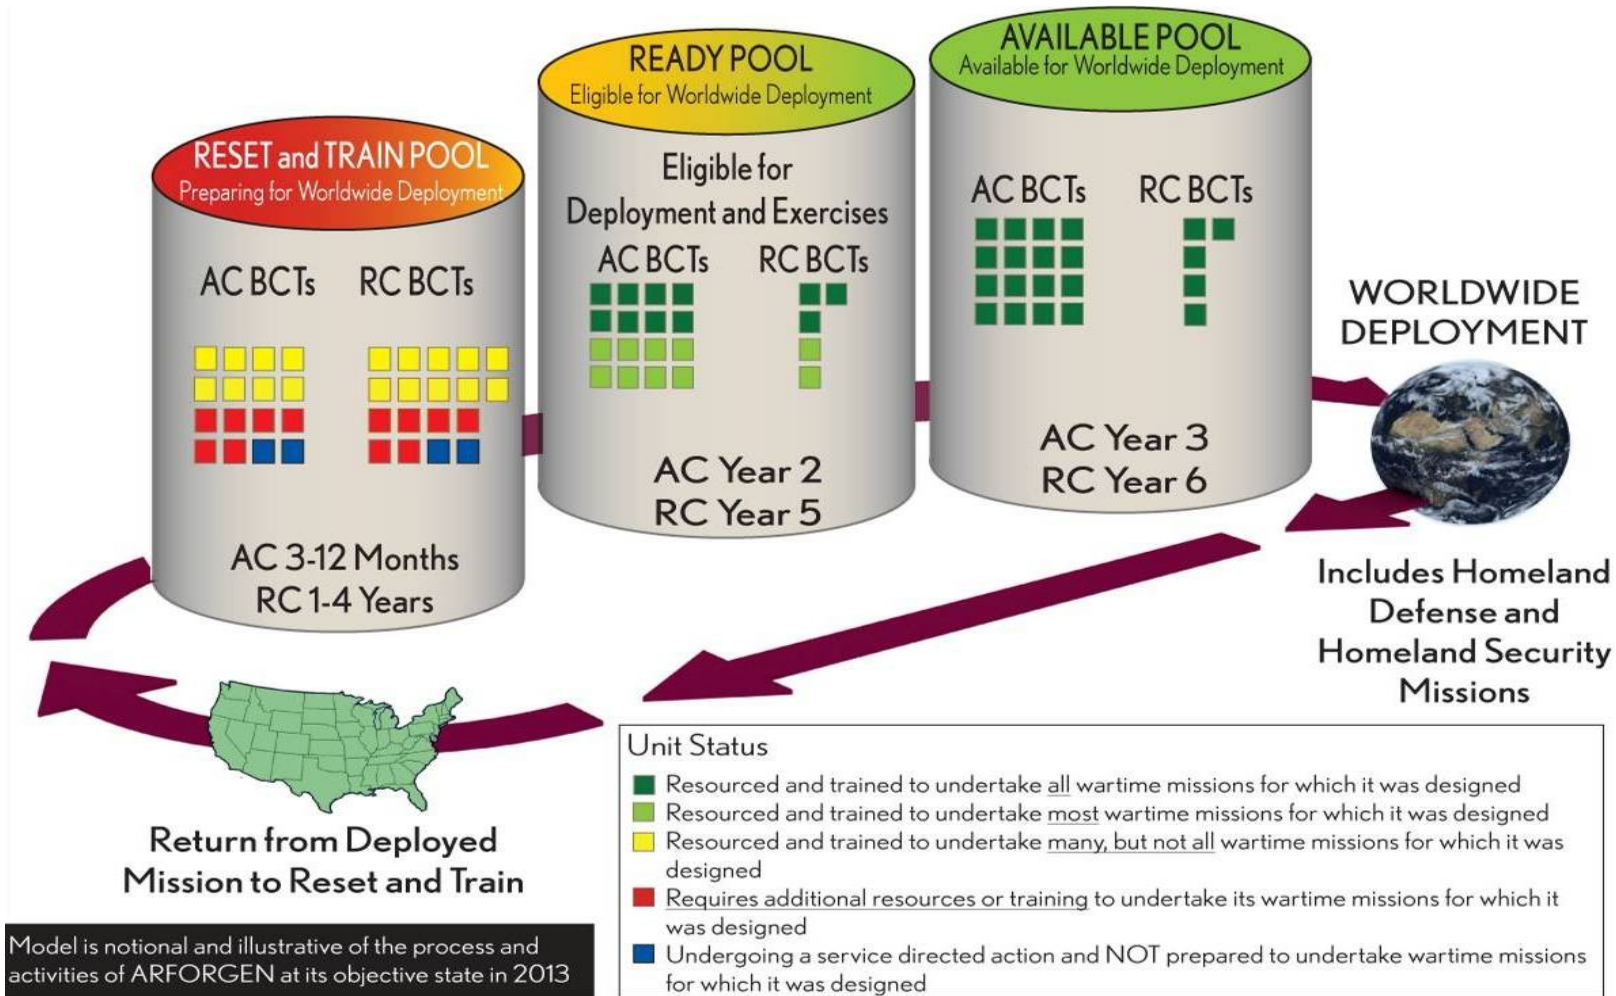 RESET and TRAIN POOL
Preparing for Worldwide Deployment
AC BCTs RC BCTs
AC 3-12 Months
RC 1-4 Years
READY POOL
Eligible for Worldwide Deployment
Eligible for
Deployment and Exercises
AC BCTs RC BCTs
AC Year 2
RC Year 5
AVAILABLE POOL
Available for Worldwide Deployment
AC BCTs RC BCTs
AC Year 3
RC Year 6
WORLDWIDE
DEPLOYMENT
Includes Homeland
Defense and
Homeland Security
Missions
Return from Deployed
Mission to Reset and Train
Model is notional and illustrative of the process and
activities of ARFORGEN at its objective state in 2013
Unit Status
Resourced and trained to undertake all wartime missions for which it was designed
Resourced and trained to undertake most wartime missions for which it was designed
Resourced and trained to undertake many, but not all wartime missions for which it was
designed
Requires additional resources or training to undertake its wartime missions for which it
was designed
Undergoing a service directed action and NOT prepared to undertake wartime missions
for which it was designed